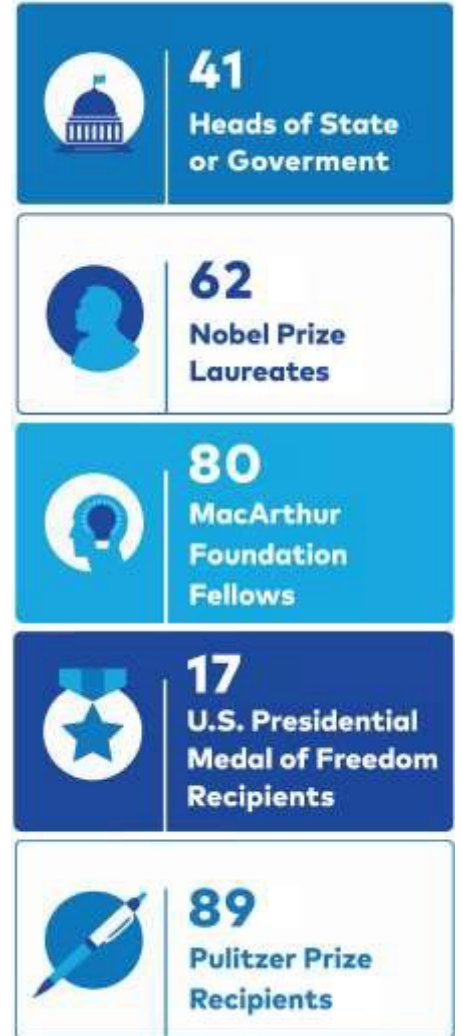 41
Heads of State
or Goverment
62
Nobel Prize
Laureates
80
MacArthur
Foundation
Fellows
17
U.S. Presidential
Medal of Freedom
Recipients
89
Pulitzer Prize
Recipients